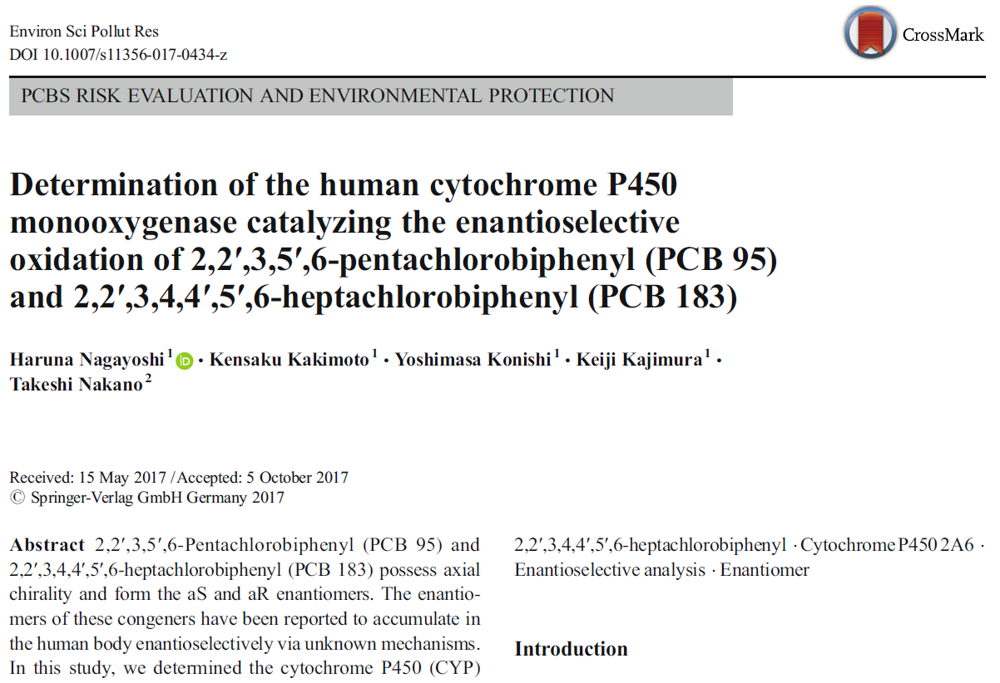 Environ Sci Pollut Res
DOI 10.1007/s11356-017-0434-z
CrossMark
PCBS RISK EVALUATION AND ENVIRONMENTAL PROTECTION
Determination of the human cytochrome P450
monooxygenase catalyzing the enantioselective
oxidation of 2,2′,3,5′,6-pentachlorobiphenyl (PCB 95)
and 2,2′,3,4,4′,5′,6-heptachlorobiphenyl (PCB 183)
Haruna Nagayoshi¹ iD · Kensaku Kakimoto¹ · Yoshimasa Konishi¹ · Keiji Kajimura¹ ·
Takeshi Nakano²
Received: 15 May 2017 / Accepted: 5 October 2017
© Springer-Verlag GmbH Germany 2017
Abstract 2,2′,3,5′,6-Pentachlorobiphenyl (PCB 95) and
2,2′,3,4,4′,5′,6-heptachlorobiphenyl (PCB 183) possess axial
chirality and form the aS and aR enantiomers. The enantio-
mers of these congeners have been reported to accumulate in
the human body enantioselectively via unknown mechanisms.
In this study, we determined the cytochrome P450 (CYP)
2,2′,3,4,4′,5′,6-heptachlorobiphenyl · Cytochrome P450 2A6 ·
Enantioselective analysis · Enantiomer
Introduction